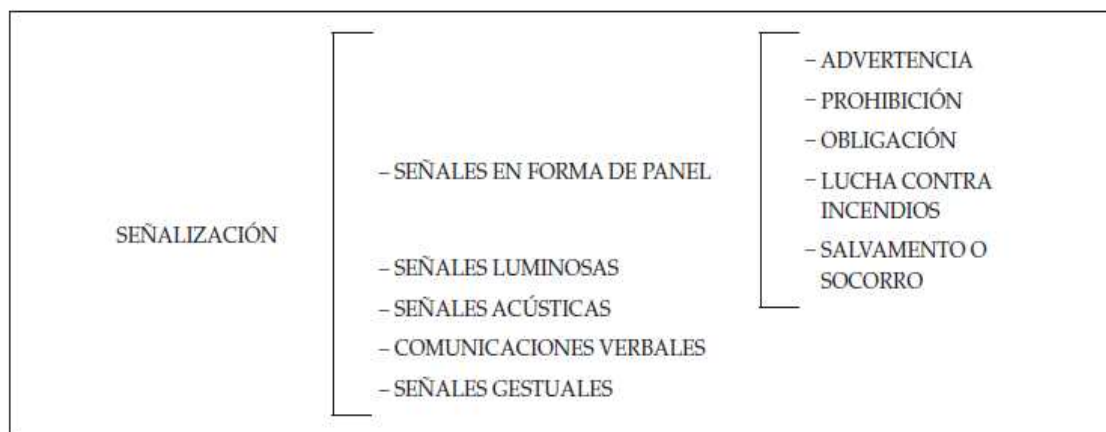 SEÑALIZACIÓN
– SEÑALES EN FORMA DE PANEL
– ADVERTENCIA
– PROHIBICIÓN
– OBLIGACIÓN
– LUCHA CONTRA
INCENDIOS
– SALVAMENTO O
SOCORRO
– SEÑALES LUMINOSAS
– SEÑALES ACÚSTICAS
– COMUNICACIONES VERBALES
– SEÑALES GESTUALES